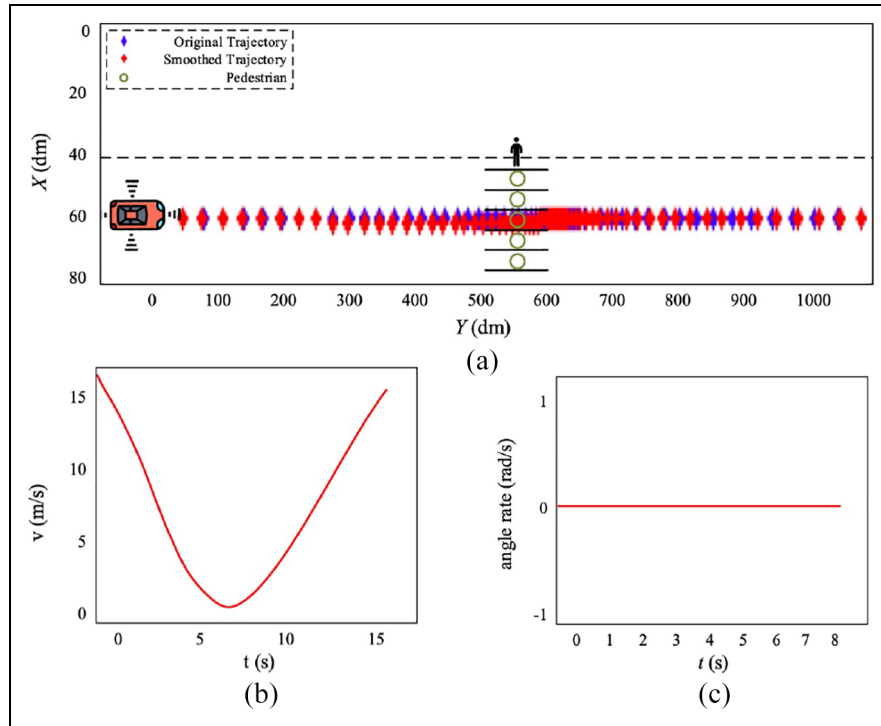 0
20
40
60
80
X (dm)
Original Trajectory
Smoothed Trajectory
Pedestrian
0 100 200 300 400 500 600 700 800 900 1000
Y (dm)
(a)
15
10
5
0
v (m/s)
0 5 10 15
t (s)
(b)
1
0
-1
angle rate (rad/s)
0 1 2 3 4 5 6 7 8
t (s)
(c)